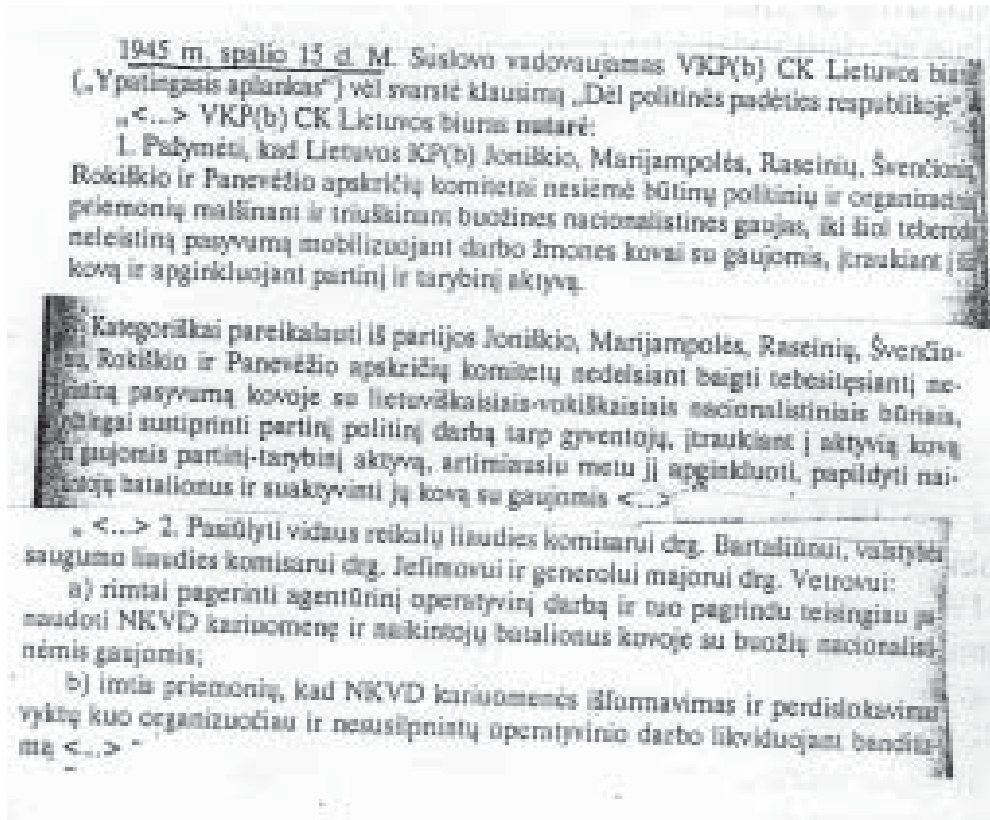 1945 m. spalio 15 d. M. Suslovo vadovaujamas VKP(b) CK Lietuvos
(„Ypatingasis aplankas") vėl svarstė klausimą „Dėl politinės padėties respublikoje".
„<...> VKP(b) CK Lietuvos biuras nutarė:
1. Pažymėti, kad Lietuvos KP(b) Joniškio, Marijampolės, Raseinių, Švenčionių,
Rokiškio ir Panevėžio apskričių komitetai nesiėmė būtinų politinių ir
priemonių malšinant ir triuškinant buožines nacionalistines gaujas, iki šiol
neleistiną pasyvumą mobilizuojant darbo žmones kovai su gaujomis, įtraukiant į
kovą ir apginkluojant partinį ir tarybinį aktyvą.
Kategoriškai pareikalauti iš partijos Joniškio, Marijampolės, Raseinių, Švenčio-
Rokiškio ir Panevėžio apskričių komitetų nedelsiant baigti tebesitęsiantį ne-
pasyvumą kovoje su lietuviškaisiais-vokiškaisiais nacionalistiniais būriais,
sustiprinti partinį politinį darbą tarp gyventojų, įtraukiant į aktyvią kovą
gaujomis partinį-tarybinį aktyvą, artimiausiu metu jį apginkluoti, papildyti nai-
batalionus ir suaktyvinti jų kovą su gaujomis <...>
„ <...> 2. Pasiūlyti vidaus reikalų liaudies komisarui drg. Bartašiūnui, valstybės
saugumo liaudies komisarui drg. Jefimovui ir generolui majorui drg. Vetrovui:
a) rimtai pagerinti agentūrinį operatyvinį darbą ir tuo pagrindu teisingiau
naudoti NKVD kariuomenę ir naikintojų batalionus kovoje su buožių nacionalisti-
nėmis gaujomis;
b) imtis priemonių, kad NKVD kariuomenės išformavimas ir perdislokavimas
vyktų kuo organizuočiau ir nesusilpnintų operatyvinio darbo likviduojant
mą <...> "